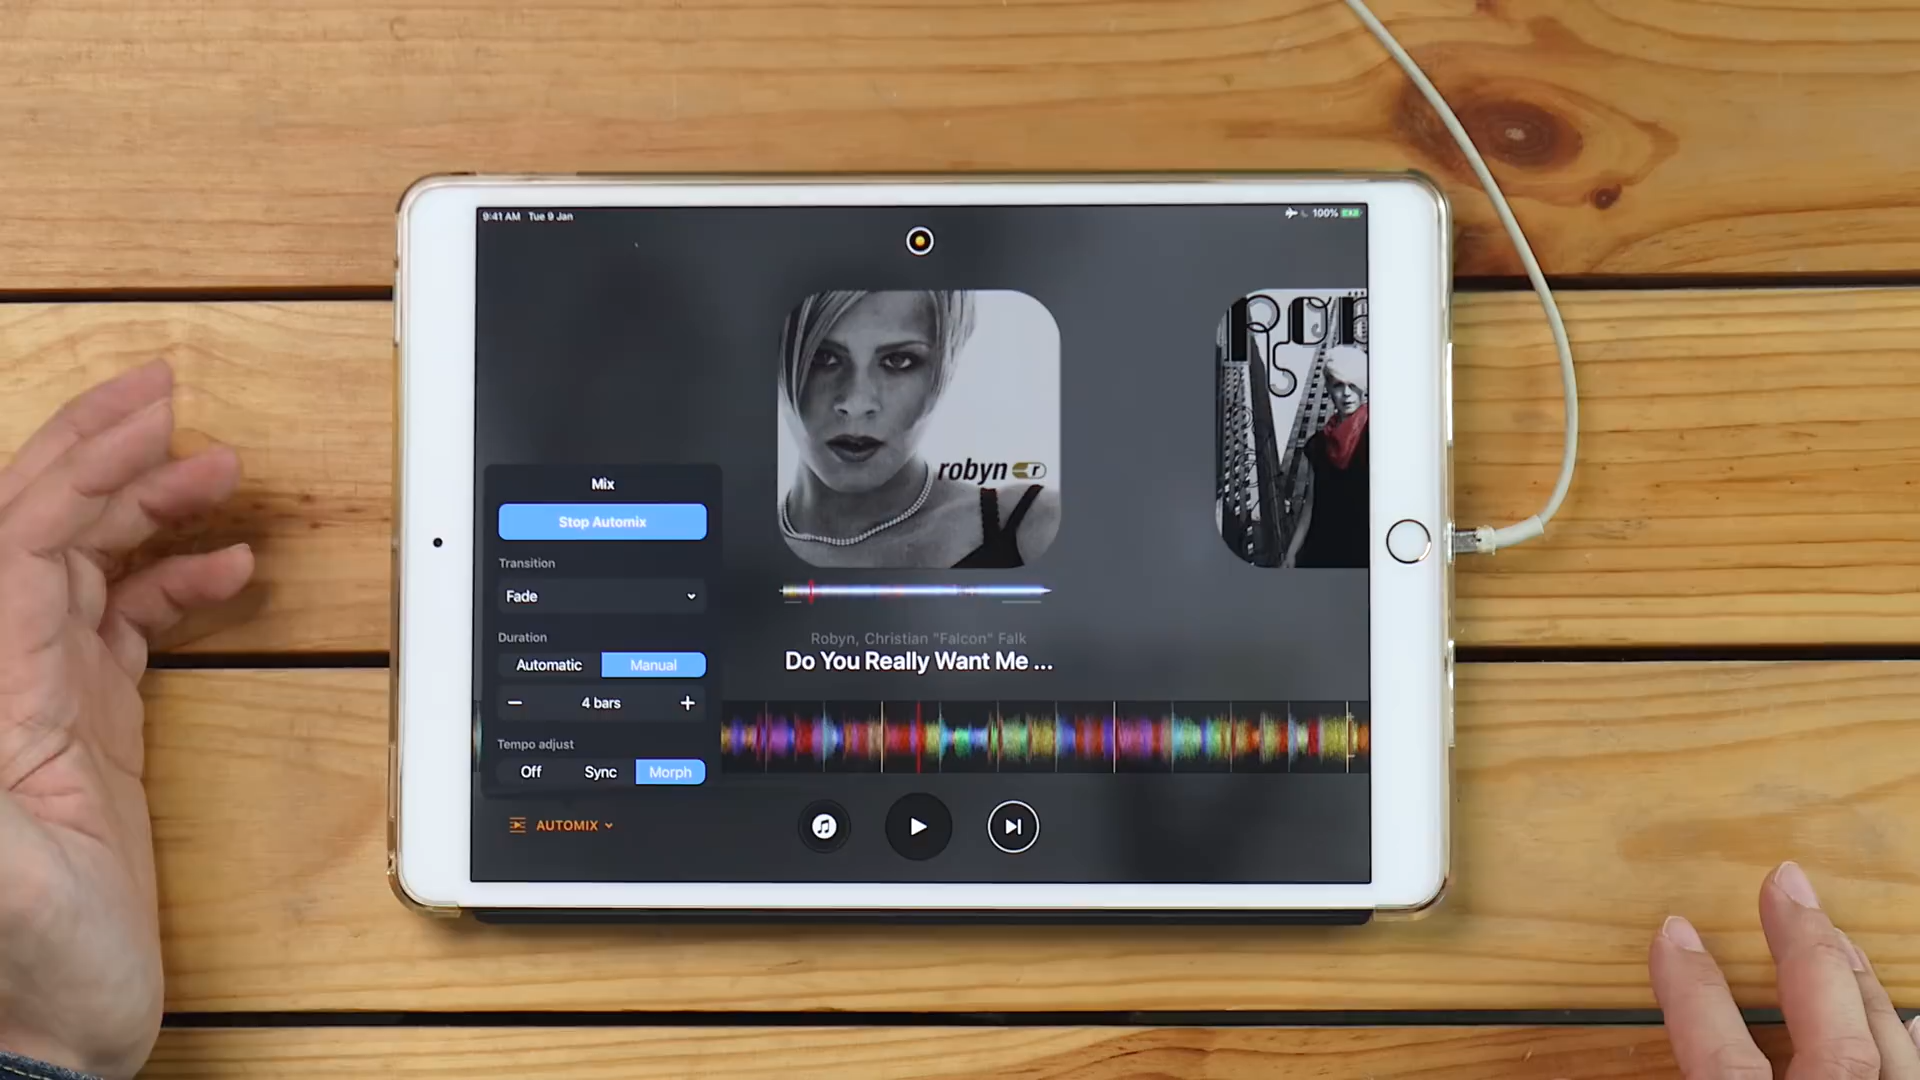 9:41 AM Tue 9 Jan
100%
robyn r
Mix
Stop Automix
Transition
Fade
Duration
Automatic Manual
− 4 bars +
Tempo adjust
Off Sync Morph
Robyn, Christian "Falcon" Falk
Do You Really Want Me ...
AUTOMIX